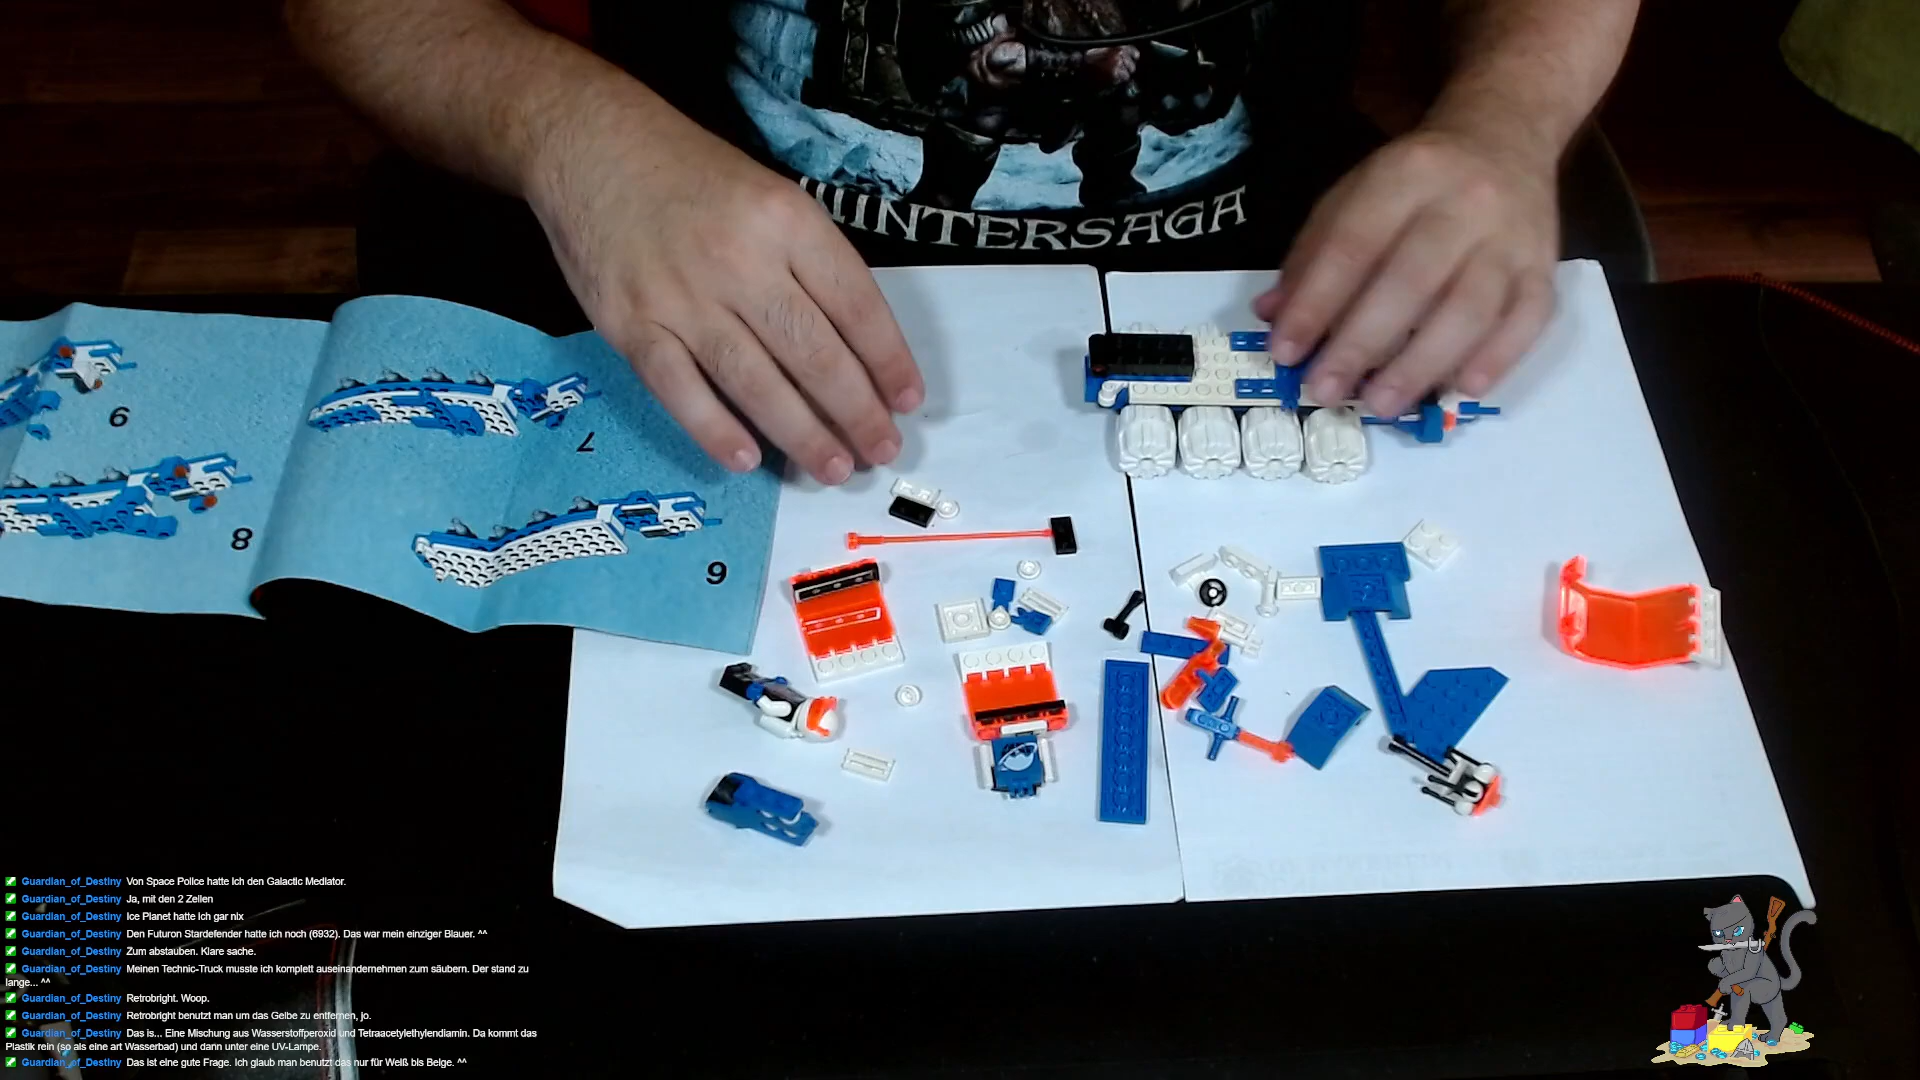 WINTERSAGA
6
7
8
9
Guardian_of_Destiny Von Space Police hatte ich den Galactic Mediator.
Guardian_of_Destiny Ja, mit den 2 Zellen
Guardian_of_Destiny Ice Planet hatte ich gar nix
Guardian_of_Destiny Den Futuron Stardefender hatte ich noch (6932). Das war mein einziger Blauer. ^^
Guardian_of_Destiny Zum abstauben. Klare sache.
Guardian_of_Destiny Meinen Technic-Truck musste ich komplett auseinandernehmen zum säubern. Der stand zu
lange... ^^
Guardian_of_Destiny Retrobright. Woop.
Guardian_of_Destiny Retrobright benutzt man um das Gelbe zu entfernen, jo.
Guardian_of_Destiny Das is... Eine Mischung aus Wasserstoffperoxid und Tetraacetylethylendiamin. Da kommt das
Plastik rein (so als eine art Wasserbad) und dann unter eine UV-Lampe.
Guardian_of_Destiny Das ist eine gute Frage. Ich glaub man benutzt das nur für Weiß bis Beige. ^^